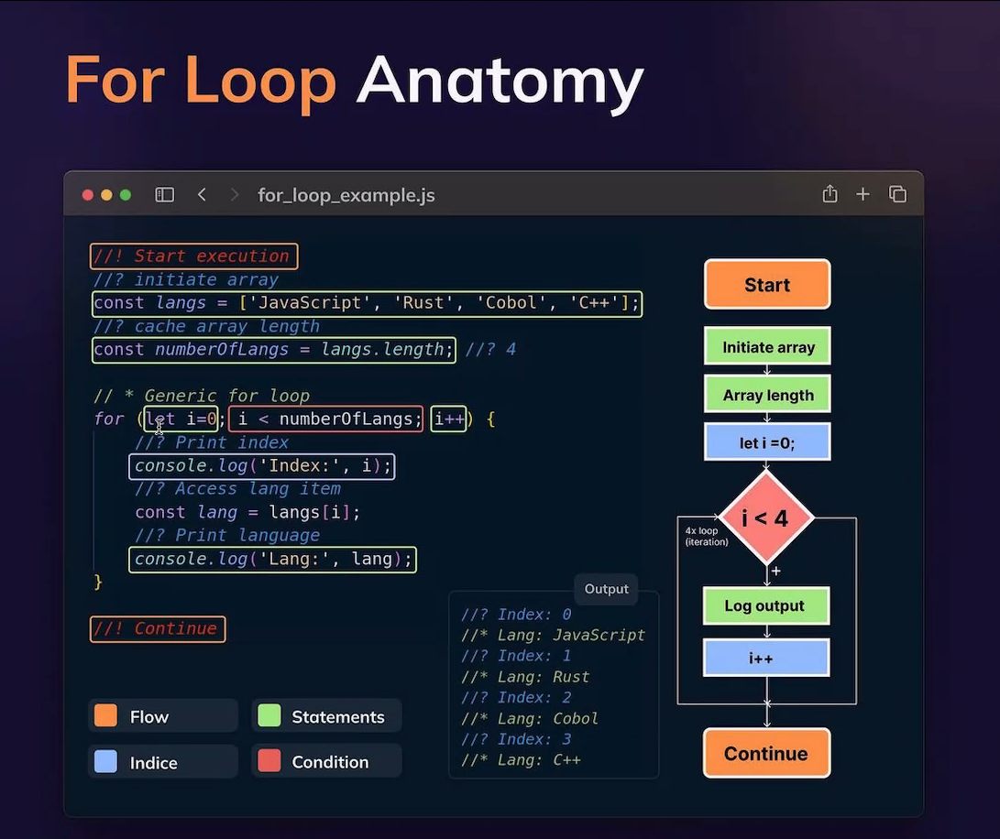 For Loop Anatomy
for_loop_example.js
//! Start execution
//? initiate array
const langs = ['JavaScript', 'Rust', 'Cobol', 'C++'];
//? cache array length
const numberOfLangs = langs.length; //? 4
// * Generic for loop
for (let i=0; i < numberOfLangs; i++) {
//? Print index
console.log('Index:', i);
//? Access lang item
const lang = langs[i];
//? Print language
console.log('Lang:', lang);
}
//! Continue
Output
//? Index: 0
//* Lang: JavaScript
//? Index: 1
//* Lang: Rust
//? Index: 2
//* Lang: Cobol
//? Index: 3
//* Lang: C++
Flow
Statements
Indice
Condition
Start
Initiate array
Array length
let i =0;
i < 4
4x loop
(iteration)
+
Log output
i++
Continue